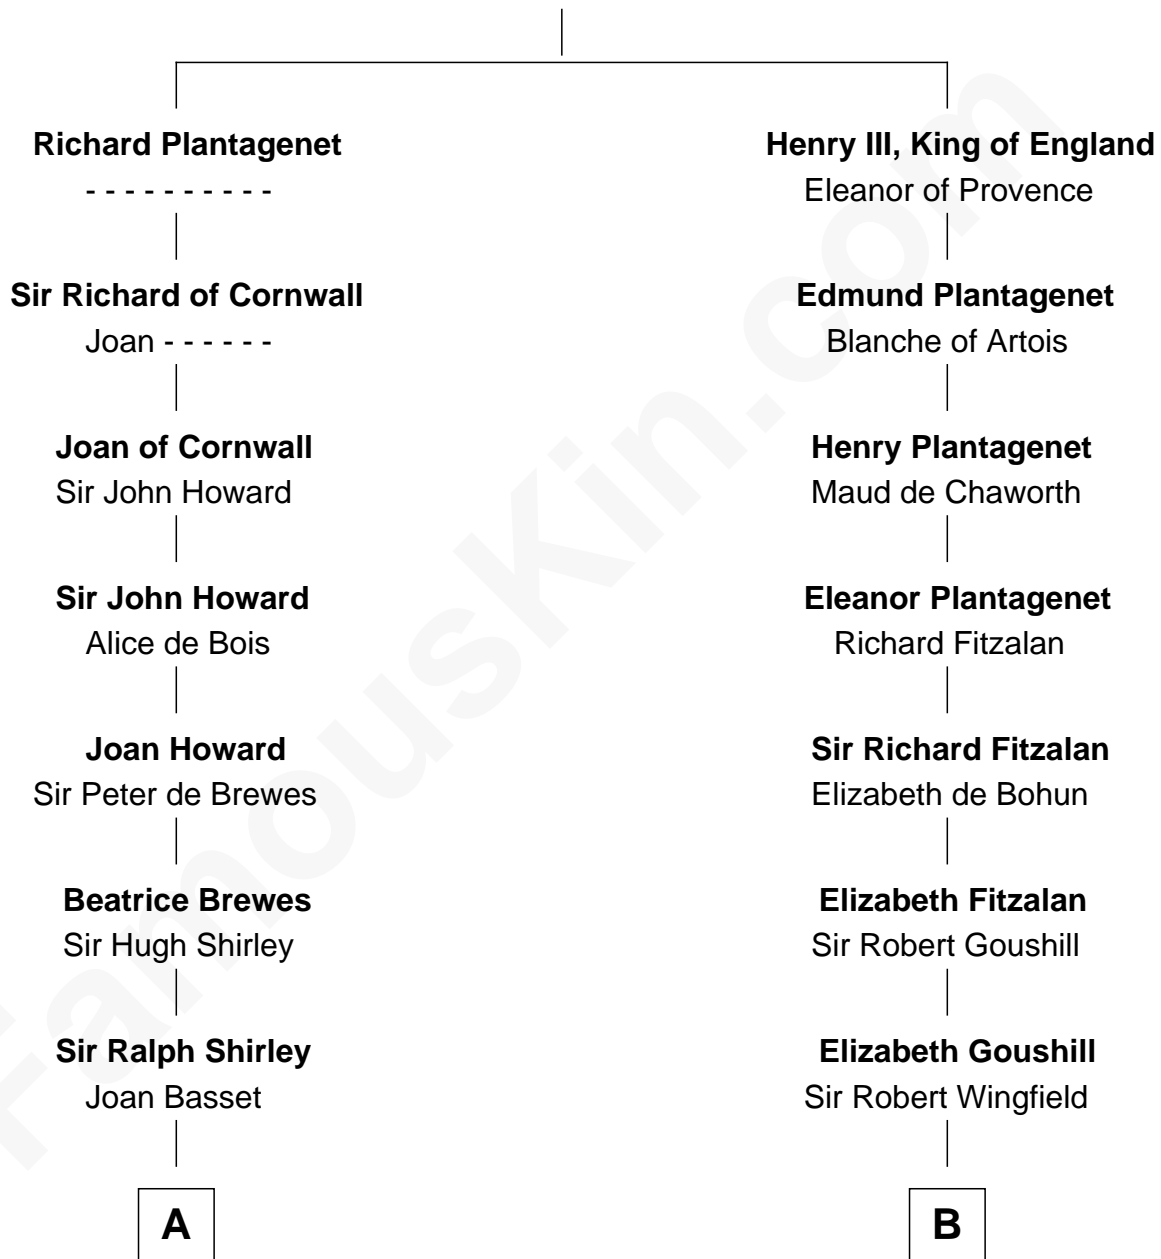 Richard Plantagenet
- - - - - - - - - -
Sir Richard of Cornwall
Joan - - - - - -
Joan of Cornwall
Sir John Howard
Sir John Howard
Alice de Bois
Joan Howard
Sir Peter de Brewes
Beatrice Brewes
Sir Hugh Shirley
Sir Ralph Shirley
Joan Basset
A
Henry III, King of England
Eleanor of Provence
Edmund Plantagenet
Blanche of Artois
Henry Plantagenet
Maud de Chaworth
Eleanor Plantagenet
Richard Fitzalan
Sir Richard Fitzalan
Elizabeth de Bohun
Elizabeth Fitzalan
Sir Robert Goushill
Elizabeth Goushill
Sir Robert Wingfield
B
FamousKin.com